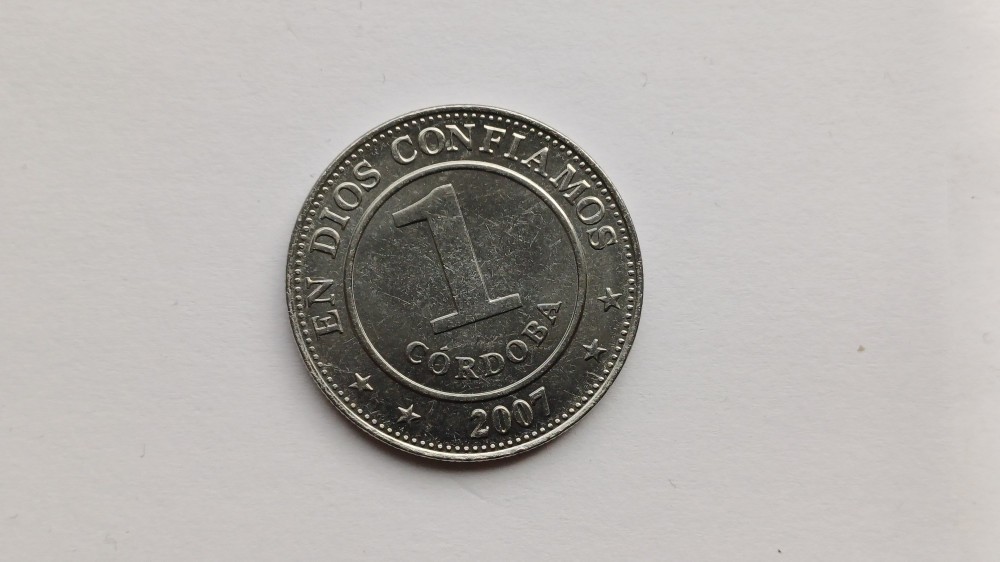 EN DIOS CONFIAMOS
1
CÓRDOBA
2007